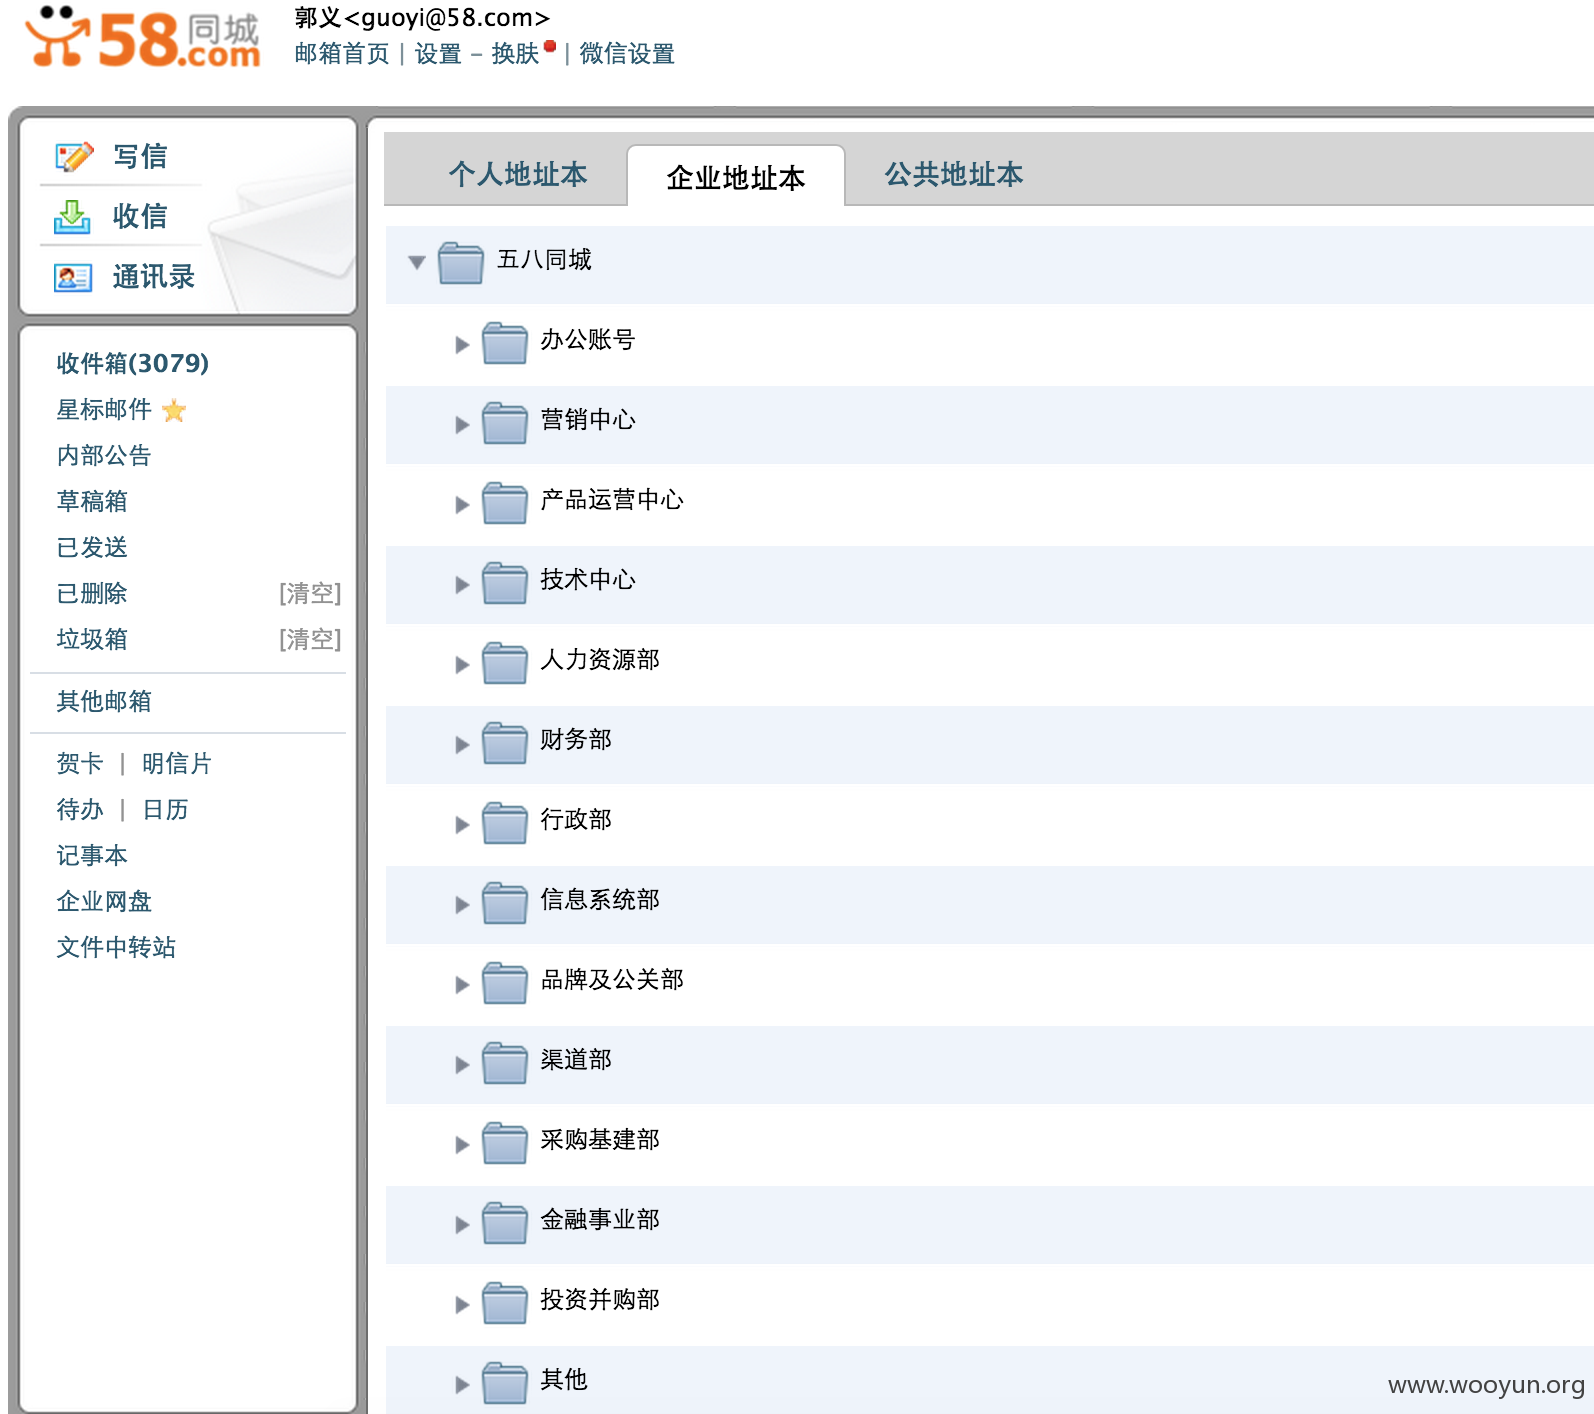 58同城.com
郭义<guoyi@58.com>
邮箱首页 | 设置 – 换肤 | 微信设置
写信
收信
通讯录
收件箱(3079)
星标邮件
内部公告
草稿箱
已发送
已删除 [清空]
垃圾箱 [清空]
其他邮箱
贺卡 | 明信片
待办 | 日历
记事本
企业网盘
文件中转站
个人地址本 企业地址本 公共地址本
五八同城
办公账号
营销中心
产品运营中心
技术中心
人力资源部
财务部
行政部
信息系统部
品牌及公关部
渠道部
采购基建部
金融事业部
投资并购部
其他
www.wooyun.org